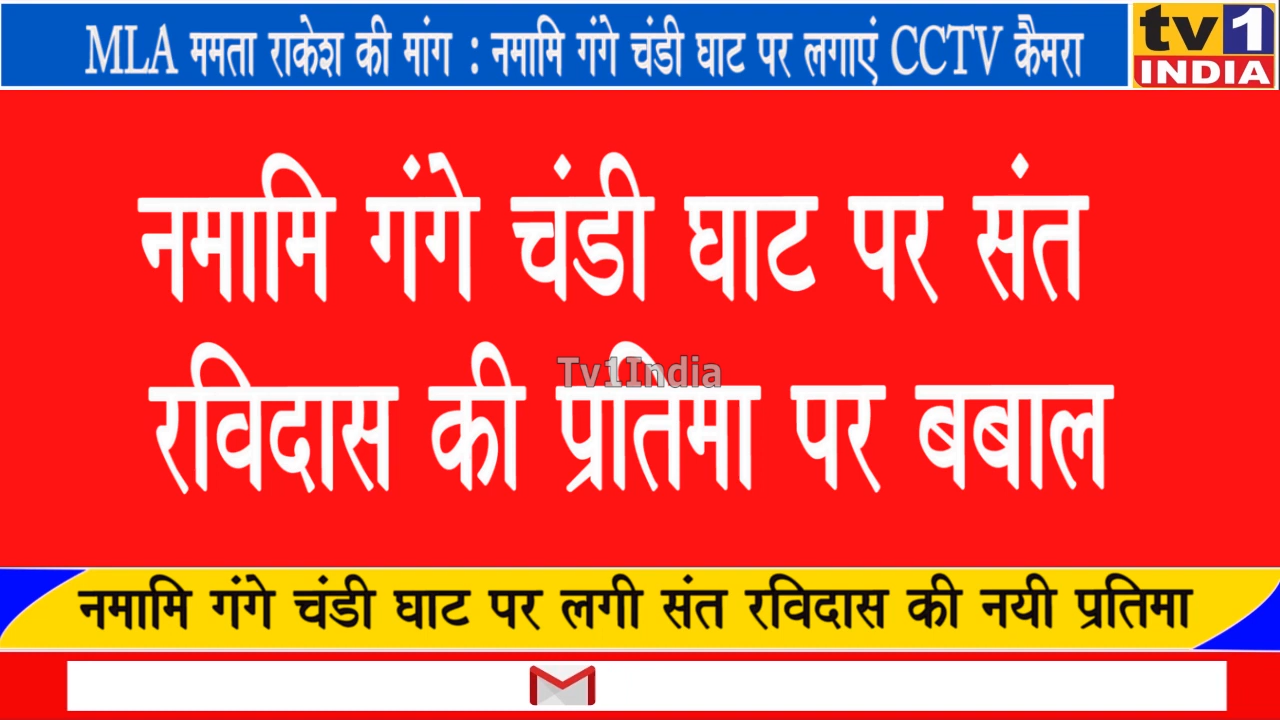 MLA ममता राकेश की मांग : नमामि गंगे चंडी घाट पर लगाएं CCTV कैमरा
tv1
INDIA
नमामि गंगे चंडी घाट पर संत
रविदास की प्रतिमा पर बबाल
Tv1India
नमामि गंगे चंडी घाट पर लगी संत रविदास की नयी प्रतिमा